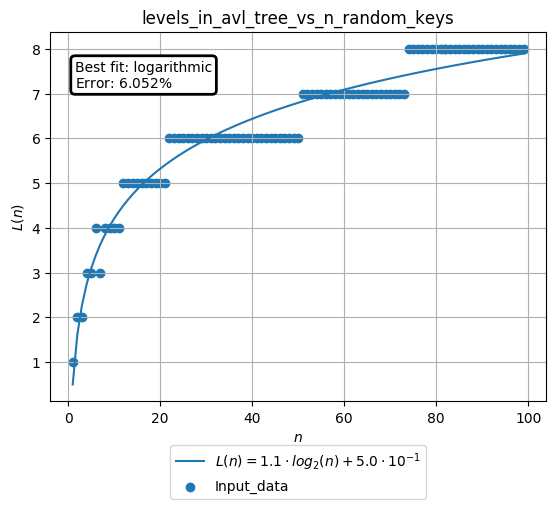 levels_in_avl_tree_vs_n_random_keys
Best fit: logarithmic
Error: 6.052%
8
7
6
5
4
3
2
1
L(n)
0 20 40 60 80 100
n
L(n) = 1.1 · log₂(n) + 5.0 · 10⁻¹
Input_data